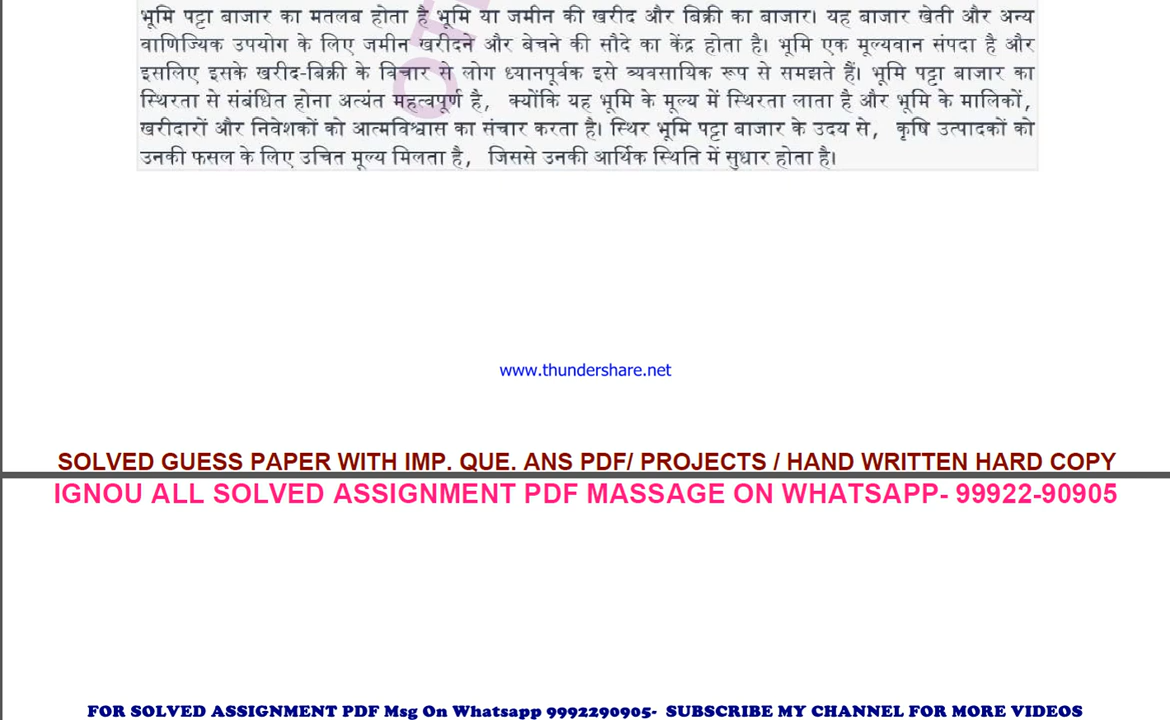 भूमि पट्टा बाजार का मतलब होता है भूमि या जमीन की खरीद और बिक्री का बाजार। यह बाजार खेती और अन्य
वाणिज्यिक उपयोग के लिए जमीन खरीदने और बेचने की सौदे का केंद्र होता है। भूमि एक मूल्यवान संपदा है और
इसलिए इसके खरीद-बिक्री के विचार से लोग ध्यानपूर्वक इसे व्यवसायिक रूप से समझते हैं। भूमि पट्टा बाजार का
स्थिरता से संबंधित होना अत्यंत महत्वपूर्ण है, क्योंकि यह भूमि के मूल्य में स्थिरता लाता है और भूमि के मालिकों,
खरीदारों और निवेशकों को आत्मविश्वास का संचार करता है। स्थिर भूमि पट्टा बाजार के उदय से, कृषि उत्पादकों को
उनकी फसल के लिए उचित मूल्य मिलता है, जिससे उनकी आर्थिक स्थिति में सुधार होता है।
www.thundershare.net
SOLVED GUESS PAPER WITH IMP. QUE. ANS PDF/ PROJECTS / HAND WRITTEN HARD COPY
IGNOU ALL SOLVED ASSIGNMENT PDF MASSAGE ON WHATSAPP- 99922-90905
FOR SOLVED ASSIGNMENT PDF Msg On Whatsapp 9992290905- SUBSCRIBE MY CHANNEL FOR MORE VIDEOS